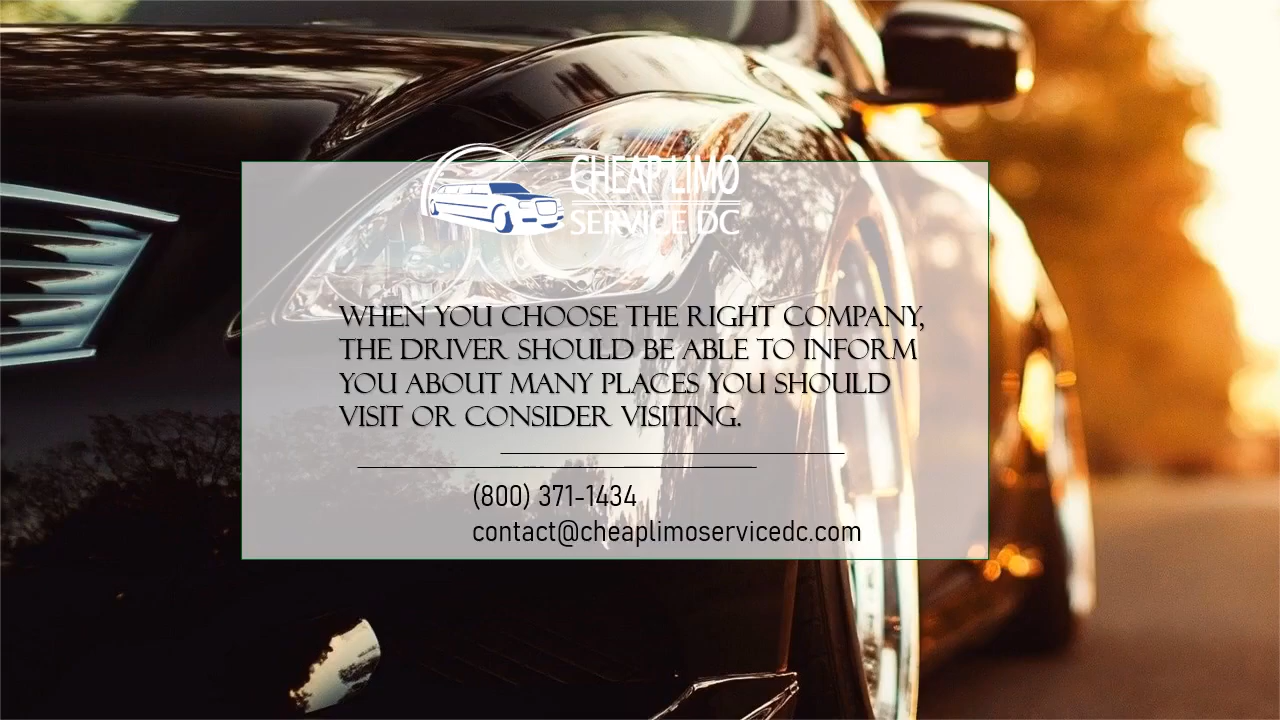 CHEAP LIMO
SERVICE DC
WHEN YOU CHOOSE THE RIGHT COMPANY,
THE DRIVER SHOULD BE ABLE TO INFORM
YOU ABOUT MANY PLACES YOU SHOULD
VISIT OR CONSIDER VISITING.
(800) 371-1434
contact@cheaplimoservicedc.com